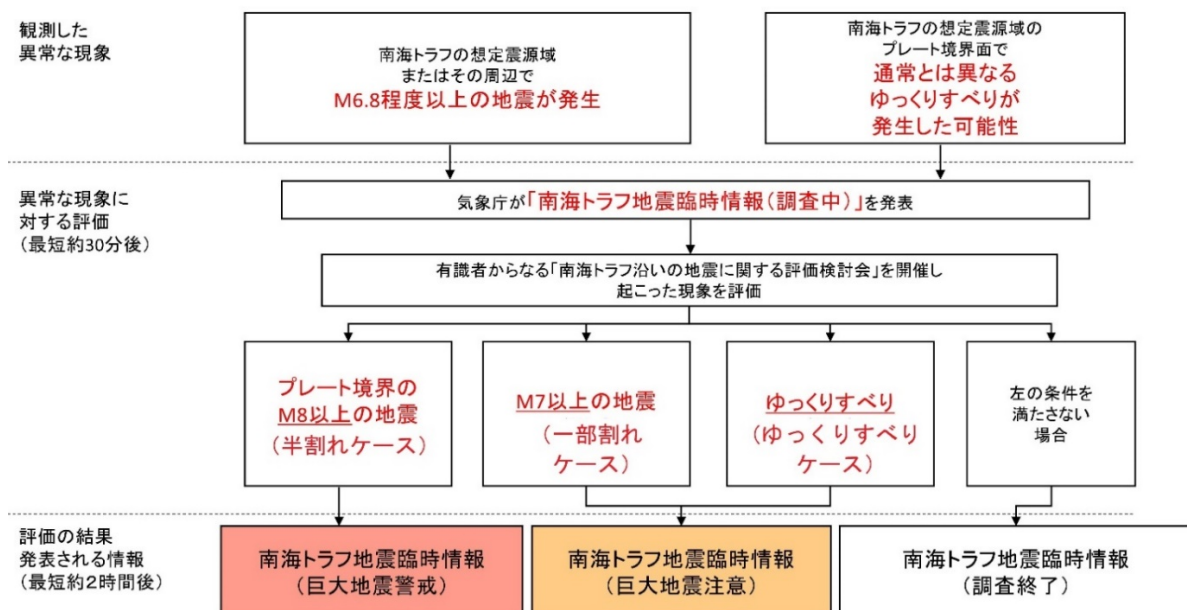 観測した
異常な現象
南海トラフの想定震源域
またはその周辺で
M6.8程度以上の地震が発生
南海トラフの想定震源域の
プレート境界面で
通常とは異なる
ゆっくりすべりが
発生した可能性
異常な現象に
対する評価
(最短約30分後)
気象庁が「南海トラフ地震臨時情報(調査中)」を発表
有識者からなる「南海トラフ沿いの地震に関する評価検討会」を開催し
起こった現象を評価
プレート境界の
M8以上の地震
(半割れケース)
M7以上の地震
(一部割れ
ケース)
ゆっくりすべり
(ゆっくりすべり
ケース)
左の条件を
満たさない
場合
評価の結果
発表される情報
(最短約2時間後)
南海トラフ地震臨時情報
(巨大地震警戒)
南海トラフ地震臨時情報
(巨大地震注意)
南海トラフ地震臨時情報
(調査終了)